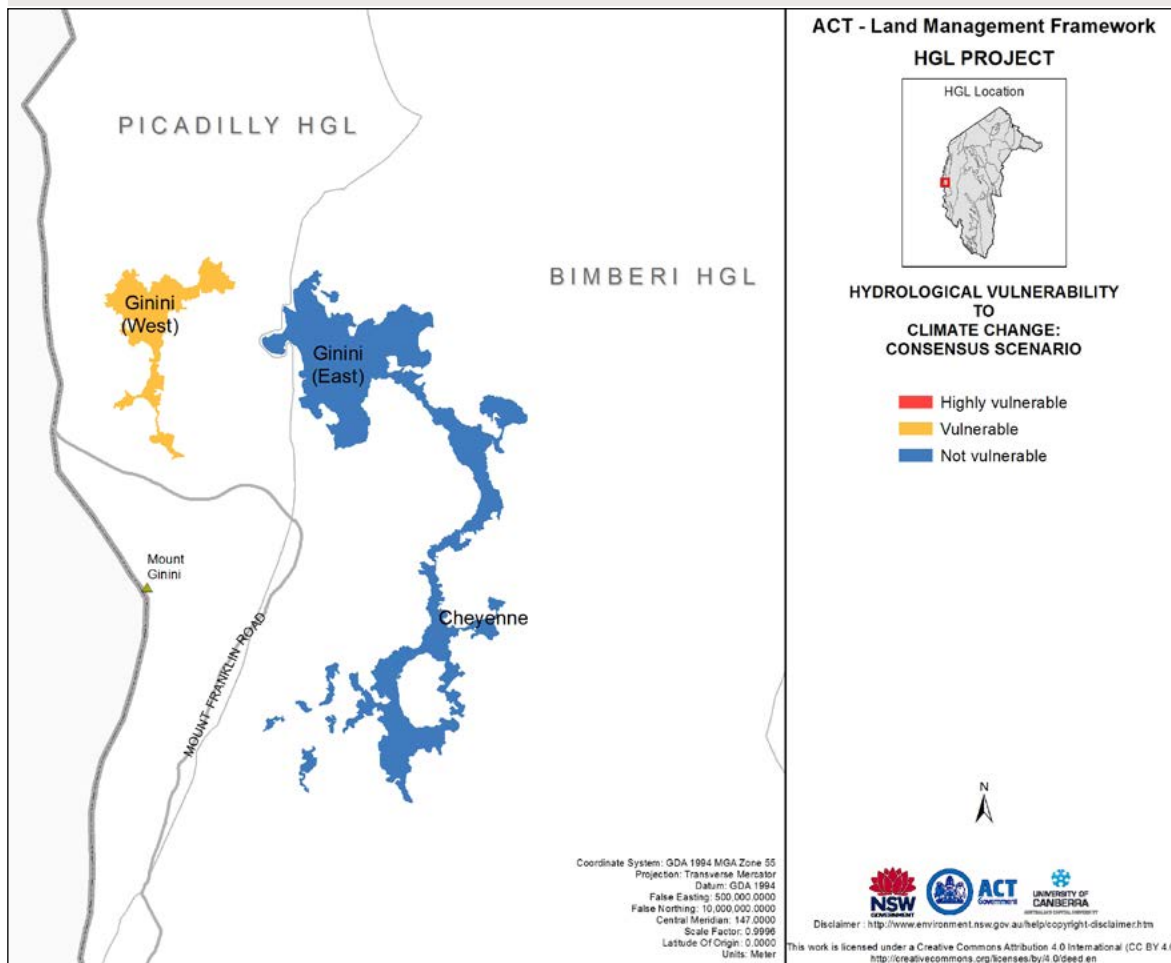 PICADILLY HGL
BIMBERI HGL
Ginini
(West)
Ginini
(East)
Mount
Ginini
Cheyenne
MOUNT FRANKLIN ROAD
Coordinate System: GDA 1994 MGA Zone 55
Projection: Transverse Mercator
Datum: GDA 1994
False Easting: 500,000.0000
False Northing: 10,000,000.0000
Central Meridian: 147.0000
Scale Factor: 0.9996
Latitude Of Origin: 0.0000
Units: Meter
ACT - Land Management Framework
HGL PROJECT
HGL Location
HYDROLOGICAL VULNERABILITY
TO
CLIMATE CHANGE:
CONSENSUS SCENARIO
Highly vulnerable
Vulnerable
Not vulnerable
N
NSW
GOVERNMENT
ACT
Government
UNIVERSITY OF
CANBERRA
AUSTRALIA'S CAPITAL UNIVERSITY
Disclaimer : http://www.environment.nsw.gov.au/help/copyright-disclaimer.htm
This work is licensed under a Creative Commons Attribution 4.0 International (CC BY 4.0
http://creativecommons.org/licenses/by/4.0/deed.en